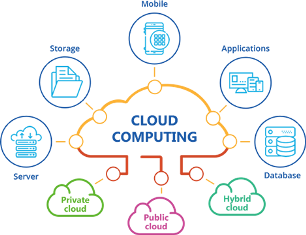 Mobile
Storage
Applications
CLOUD
COMPUTING
Server
Database
Private
cloud
Public
cloud
Hybrid
cloud